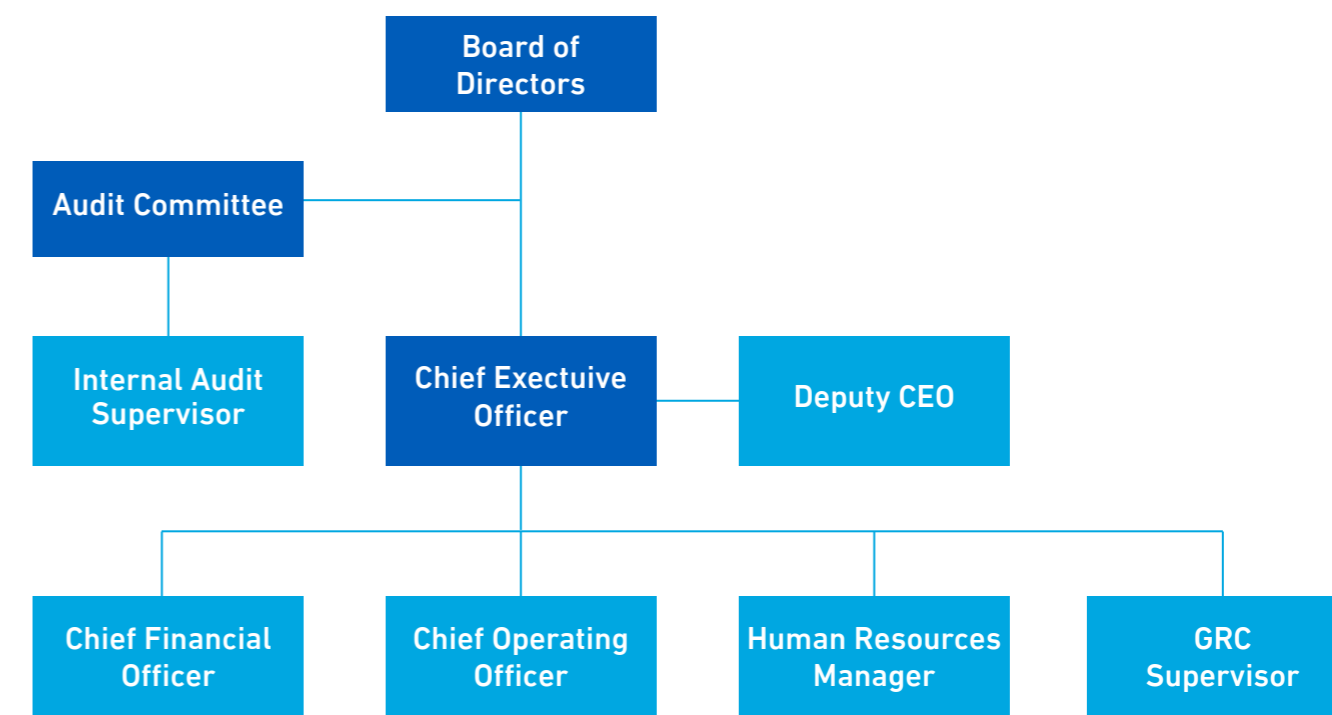 Board of
Directors
Audit Committee
Internal Audit
Supervisor
Chief Exectuive
Officer
Deputy CEO
Chief Financial
Officer
Chief Operating
Officer
Human Resources
Manager
GRC
Supervisor